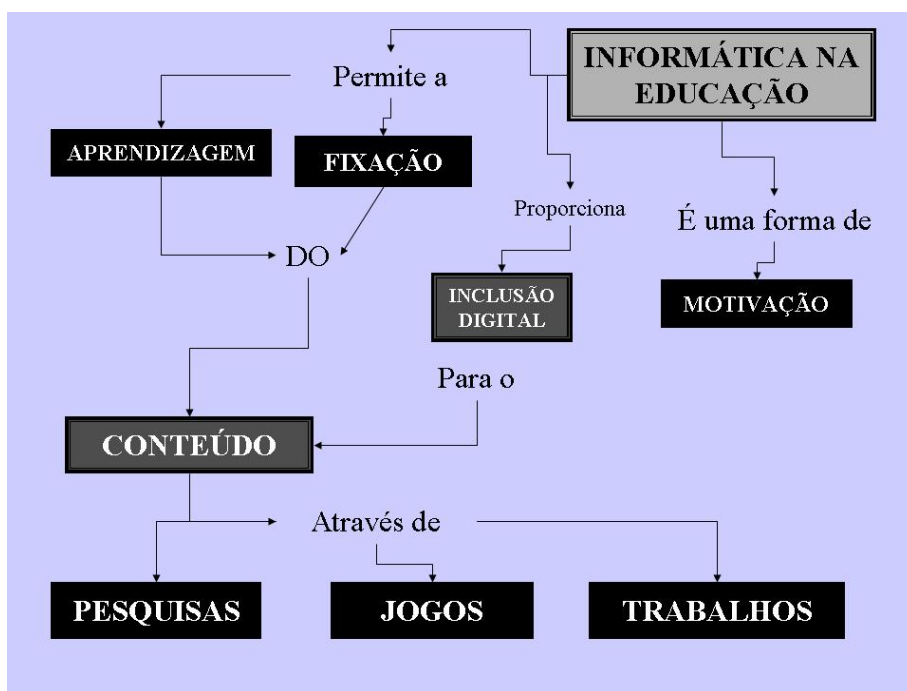 INFORMÁTICA NA
EDUCAÇÃO
Permite a
APRENDIZAGEM
FIXAÇÃO
Proporciona
É uma forma de
DO
INCLUSÃO
DIGITAL
MOTIVAÇÃO
Para o
CONTEÚDO
Através de
PESQUISAS
JOGOS
TRABALHOS